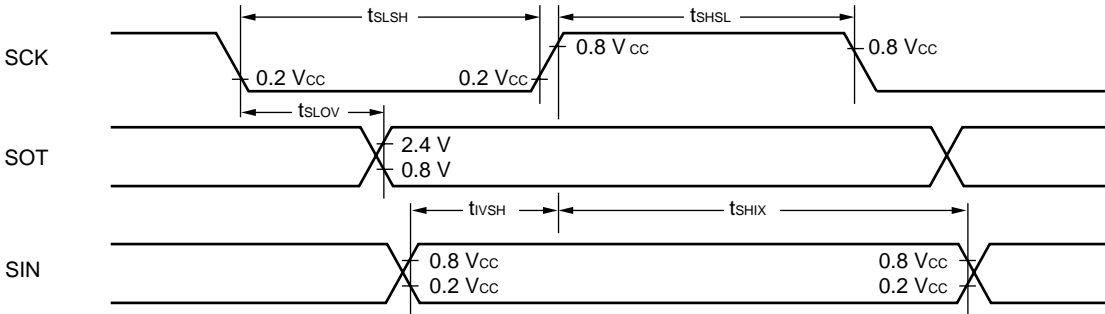 tSLSH tSHSL
SCK 0.8 VCC 0.8 VCC
0.2 VCC 0.2 VCC
tSLOV
SOT 2.4 V
0.8 V
tIVSH tSHIX
SIN 0.8 VCC 0.8 VCC
0.2 VCC 0.2 VCC